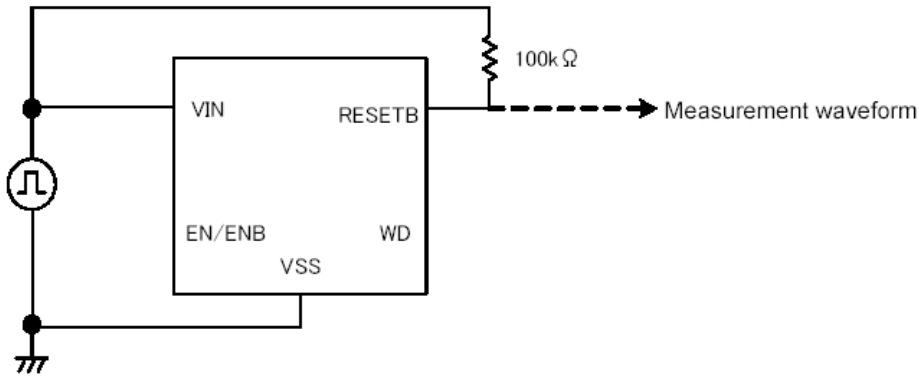 100kΩ
VIN
RESETB
Measurement waveform
EN/ENB
WD
VSS